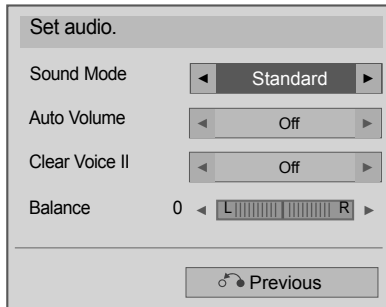 Set audio.
Sound Mode ◄ Standard ►
Auto Volume ◄ Off ►
Clear Voice II ◄ Off ►
Balance 0 ◄ L R ►
Previous